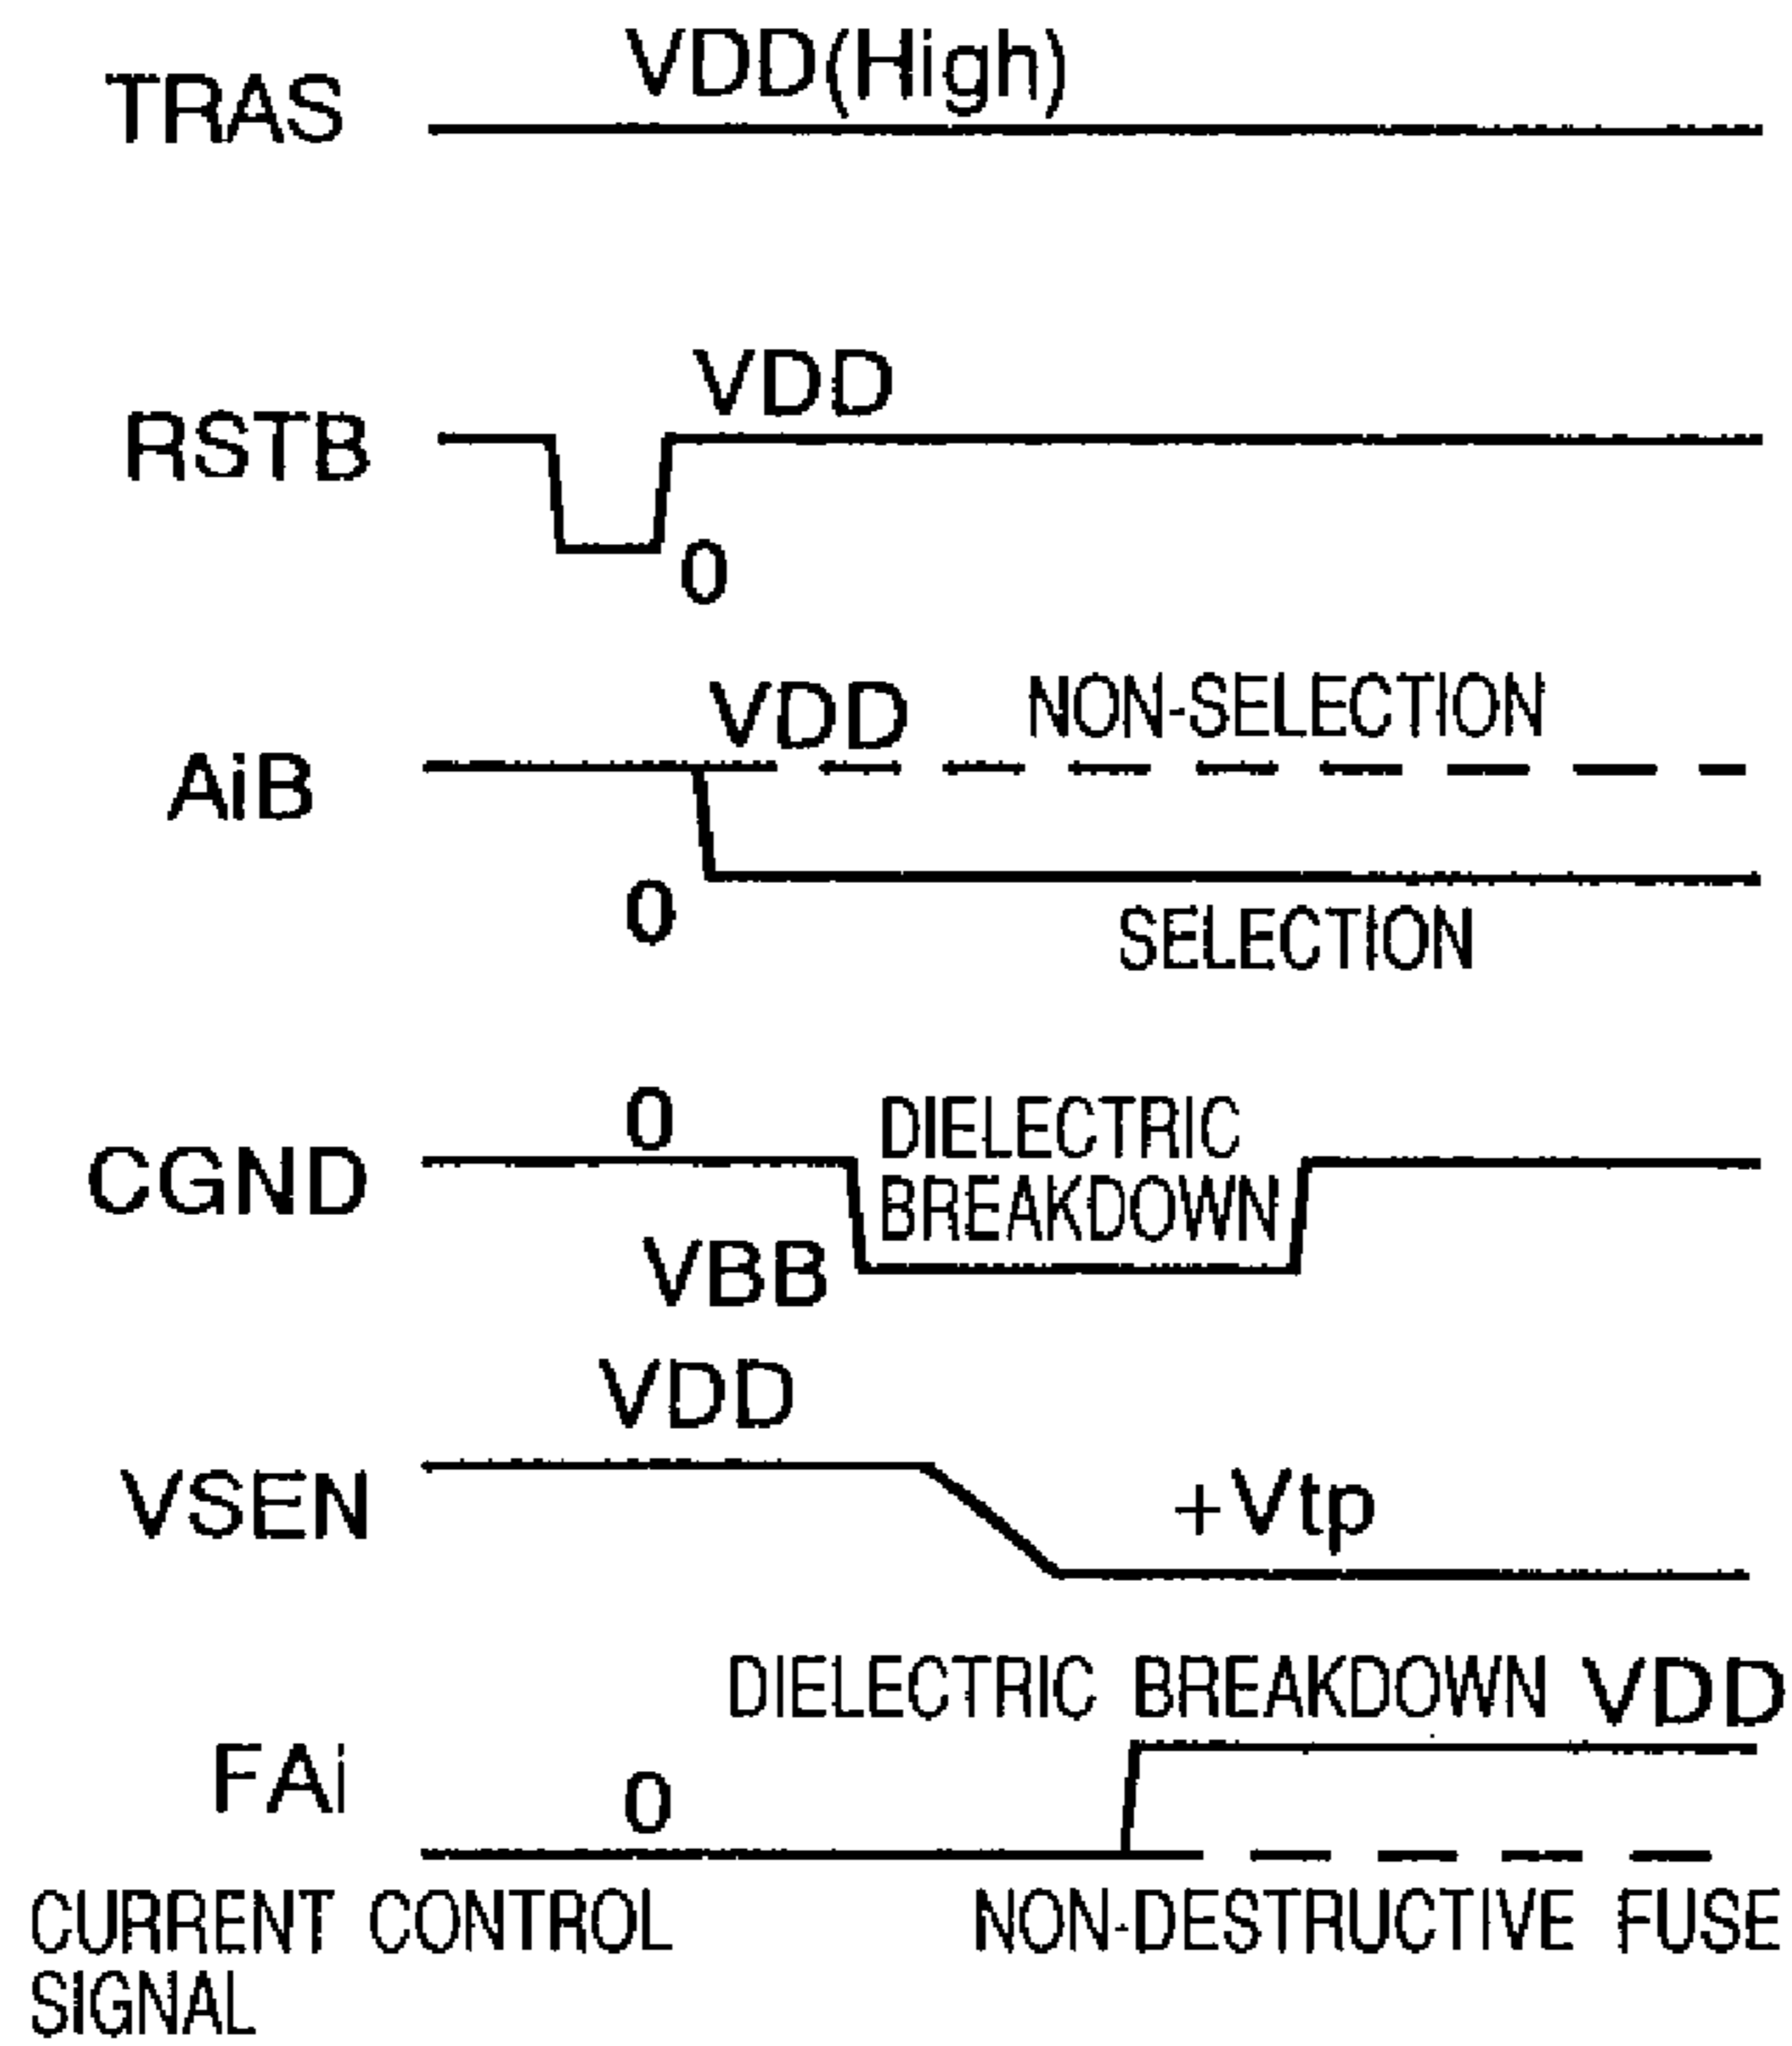 VDD(High)
TRAS
VDD
RSTB
0
VDD
NON-SELECTION
AiB
0
SELECTION
0
DIELECTRIC
BREAKDOWN
CGND
VBB
VDD
VSEN
+Vtp
DIELECTRIC BREAKDOWN VDD
FAi
0
CURRENT CONTROL
SIGNAL
NON-DESTRUCTIVE FUSE